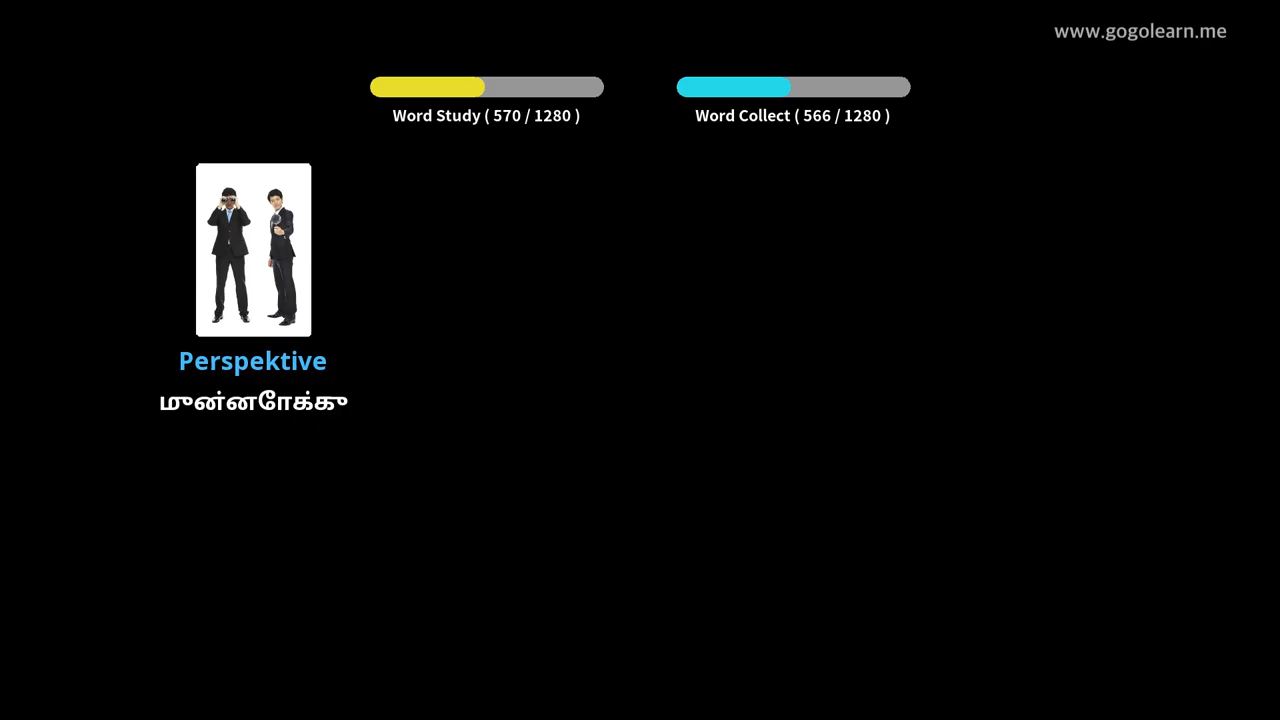 www.gogolearn.me
Word Study ( 570 / 1280 )
Word Collect ( 566 / 1280 )
Perspektive
முன்னோக்கு